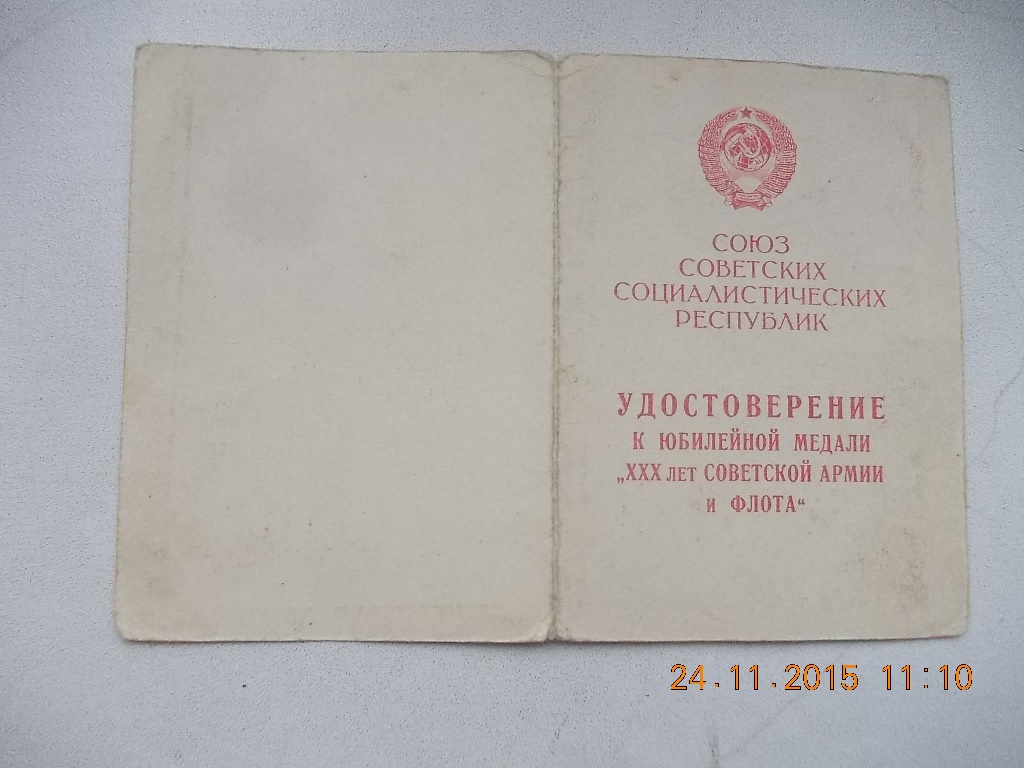 СОЮЗ
СОВЕТСКИХ
СОЦИАЛИСТИЧЕСКИХ
РЕСПУБЛИК
УДОСТОВЕРЕНИЕ
К ЮБИЛЕЙНОЙ МЕДАЛИ
„XXX ЛЕТ СОВЕТСКОЙ АРМИИ
И ФЛОТА“
24.11.2015 11:10